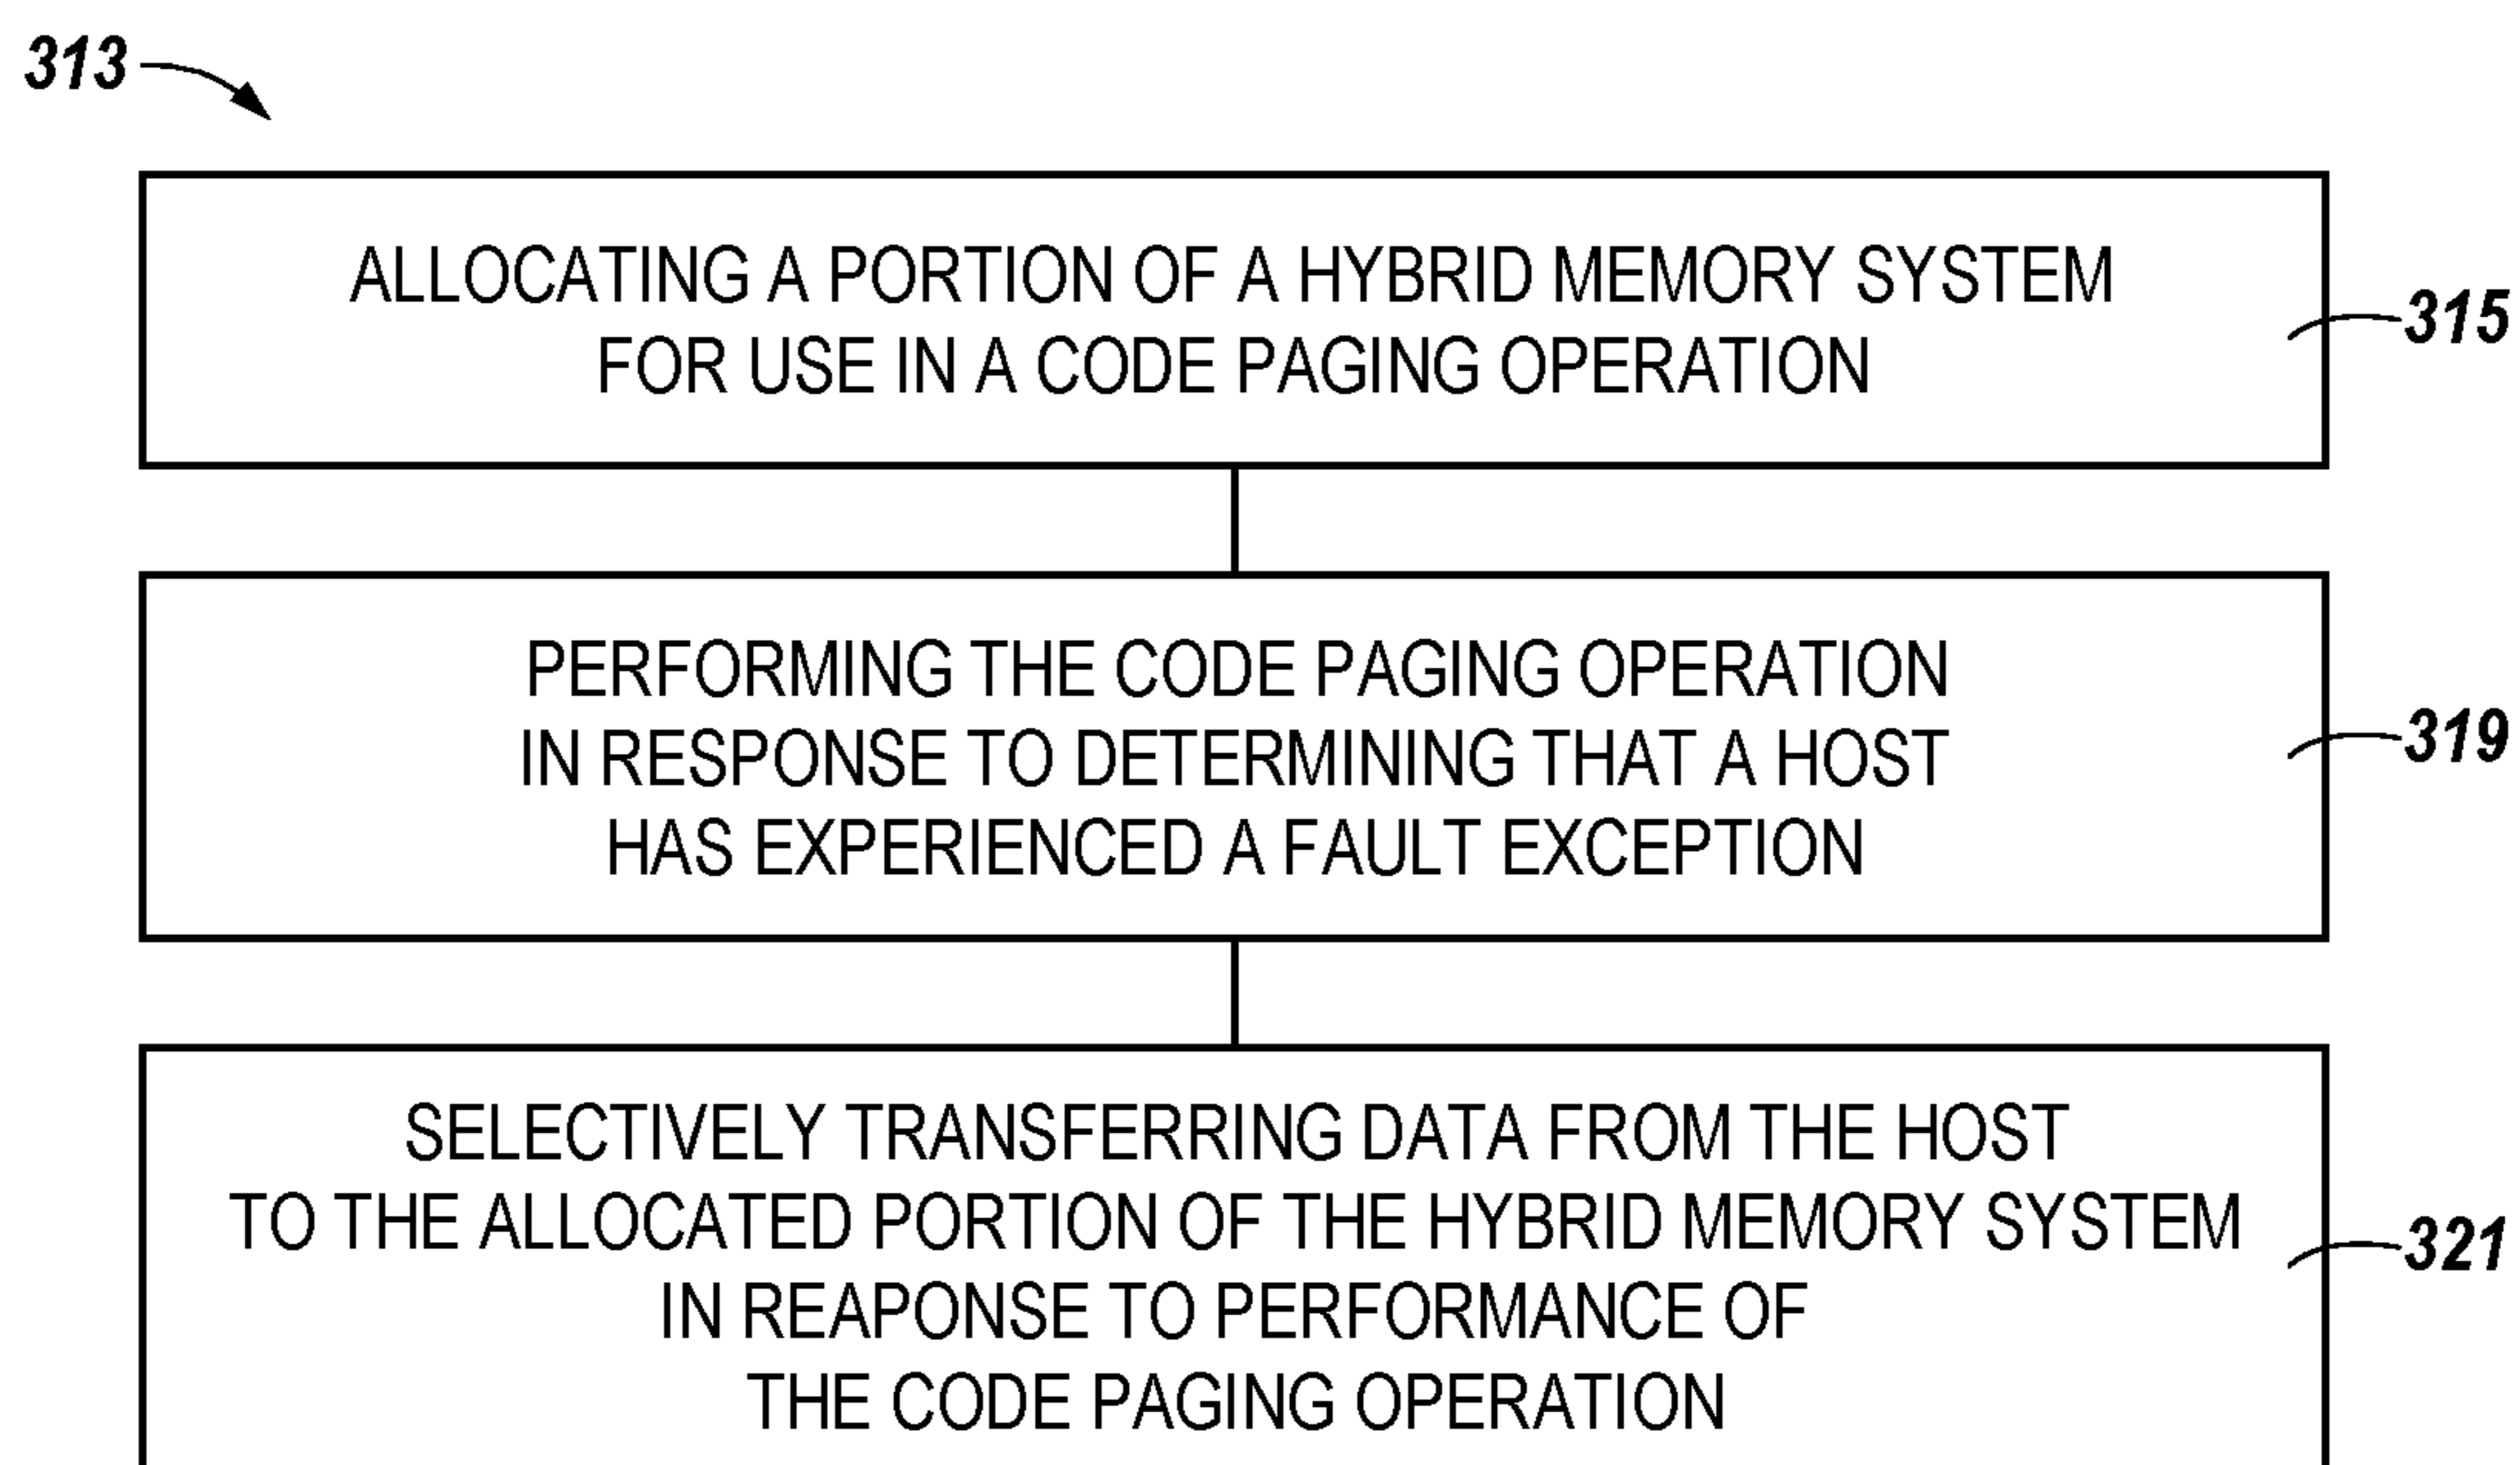 313
ALLOCATING A PORTION OF A HYBRID MEMORY SYSTEM
FOR USE IN A CODE PAGING OPERATION
315
PERFORMING THE CODE PAGING OPERATION
IN RESPONSE TO DETERMINING THAT A HOST
HAS EXPERIENCED A FAULT EXCEPTION
319
SELECTIVELY TRANSFERRING DATA FROM THE HOST
TO THE ALLOCATED PORTION OF THE HYBRID MEMORY SYSTEM
IN REAPONSE TO PERFORMANCE OF
THE CODE PAGING OPERATION
321